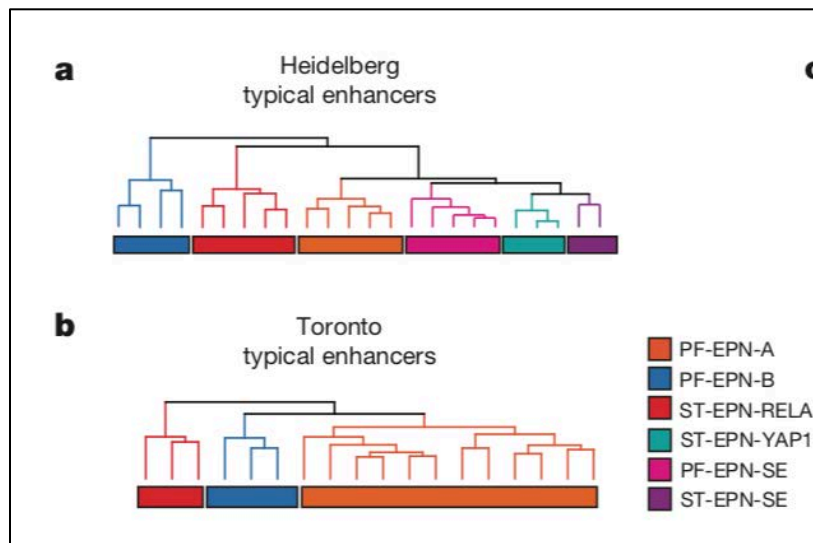 a
Heidelberg
typical enhancers
b
Toronto
typical enhancers
PF-EPN-A
PF-EPN-B
ST-EPN-RELA
ST-EPN-YAP1
PF-EPN-SE
ST-EPN-SE